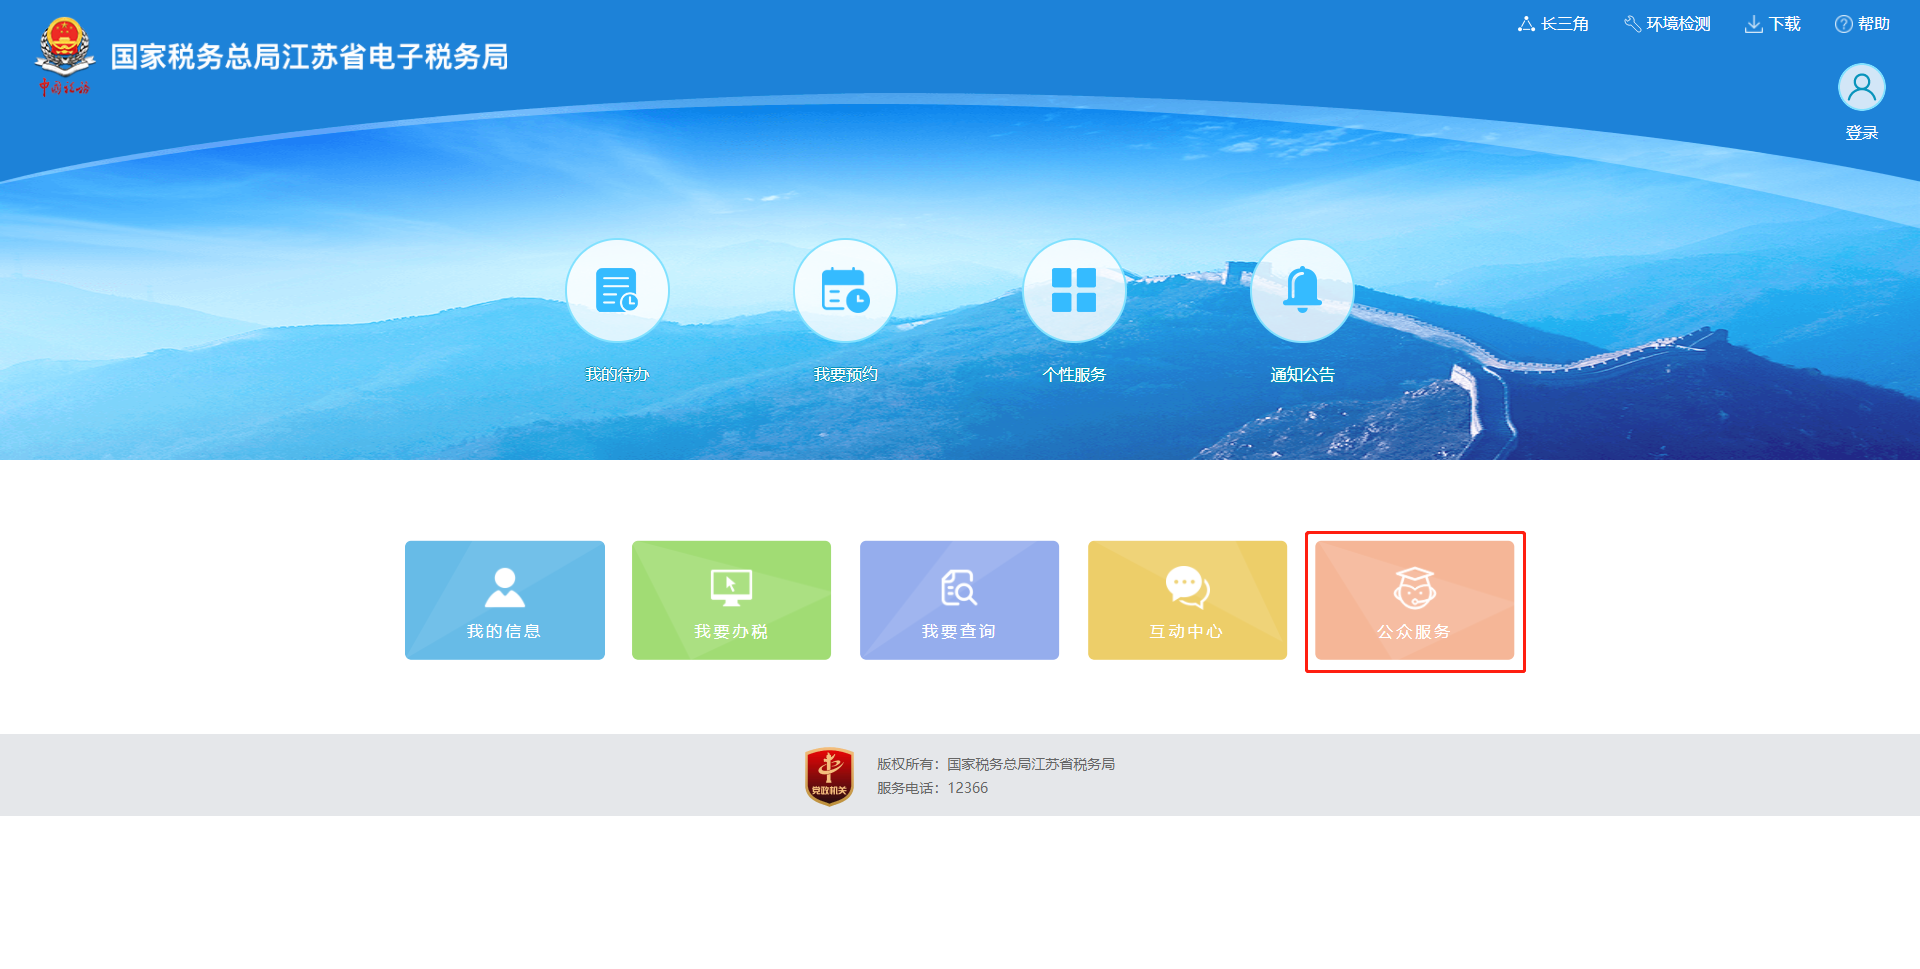 长三角
环境检测
下载
帮助
中国税务
国家税务总局江苏省电子税务局
登录
我的待办
我要预约
个性服务
通知公告
我的信息
我要办税
我要查询
互动中心
公众服务
党政机关
版权所有：国家税务总局江苏省税务局
服务电话：12366